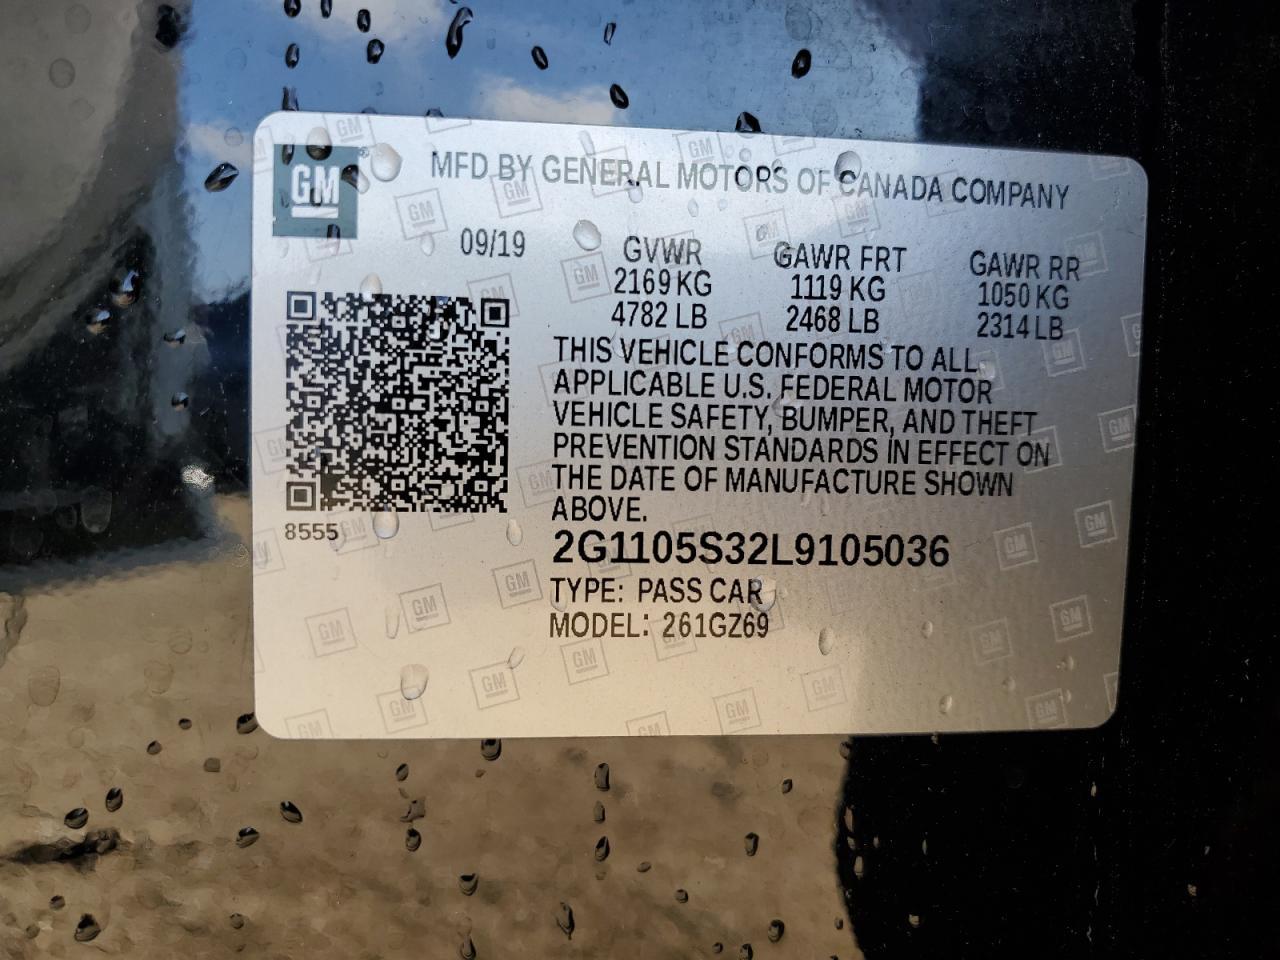 GM
MFD BY GENERAL MOTORS OF CANADA COMPANY
09/19
GVWR GAWR FRT GAWR RR
2169 KG 1119 KG 1050 KG
4782 LB 2468 LB 2314 LB
THIS VEHICLE CONFORMS TO ALL
APPLICABLE U.S. FEDERAL MOTOR
VEHICLE SAFETY, BUMPER, AND THEFT
PREVENTION STANDARDS IN EFFECT ON
THE DATE OF MANUFACTURE SHOWN
ABOVE.
8555
2G1105S32L9105036
TYPE: PASS CAR
MODEL: 261GZ69